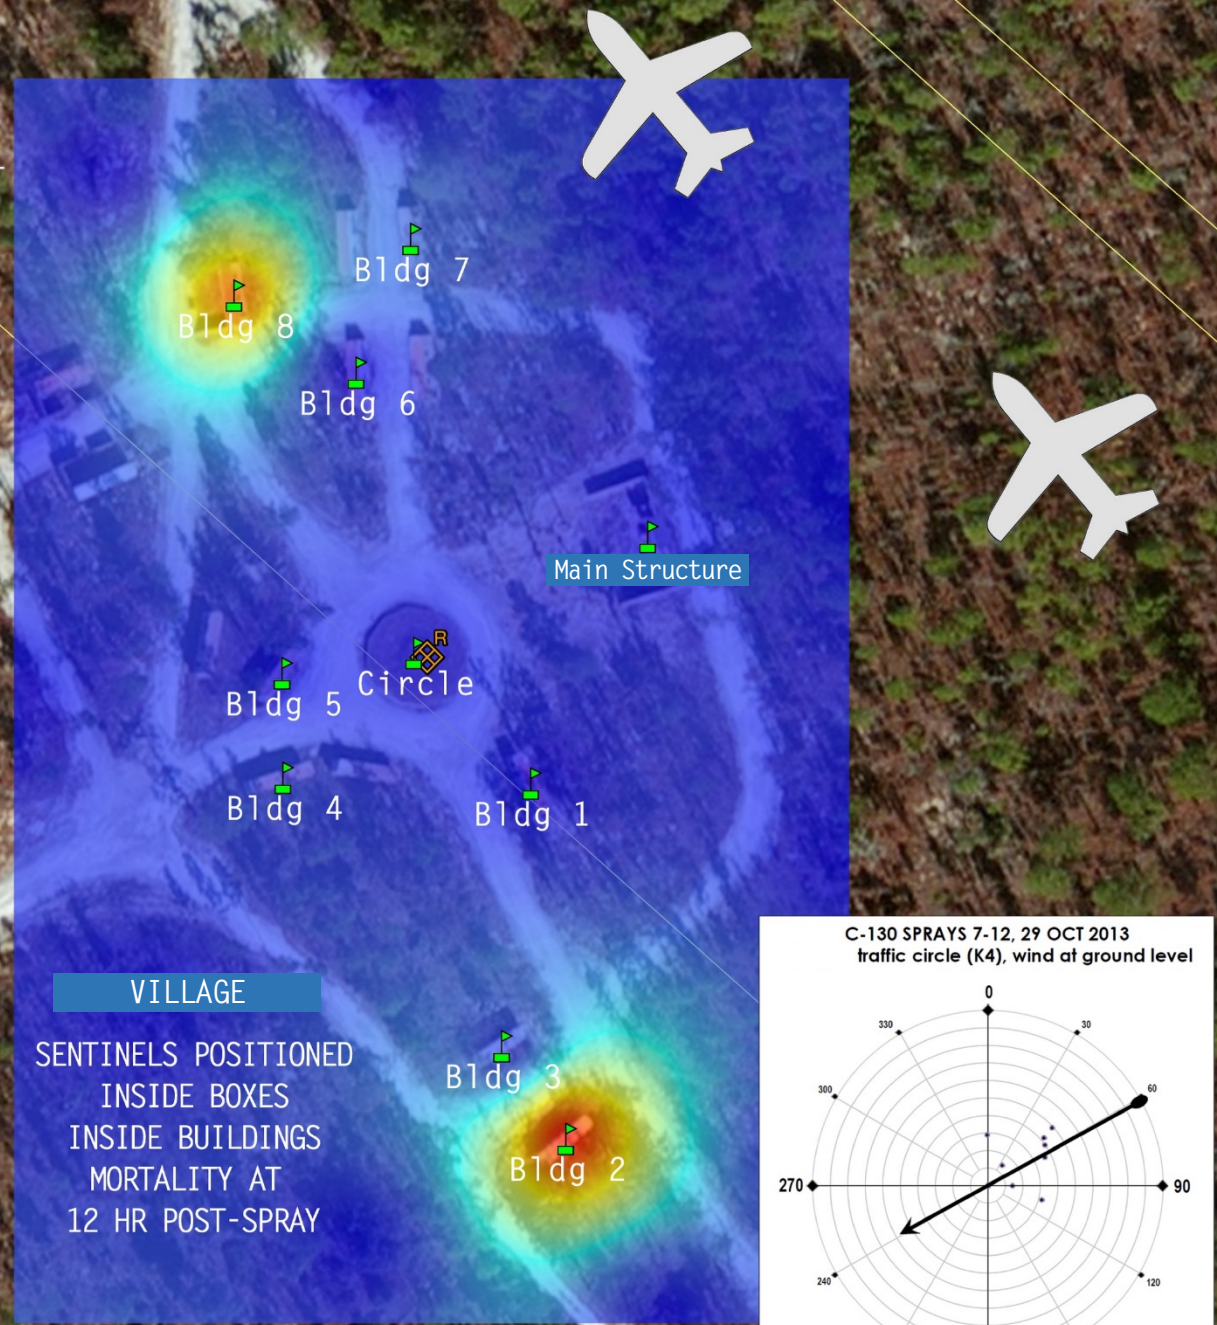 Bldg 7
Bldg 8
Bldg 6
Main Structure
R
Circle
Bldg 5
Bldg 4
Bldg 1
VILLAGE
SENTINELS POSITIONED
INSIDE BOXES
INSIDE BUILDINGS
MORTALITY AT
12 HR POST-SPRAY
Bldg 3
Bldg 2
C-130 SPRAYS 7-12, 29 OCT 2013
traffic circle (K4), wind at ground level
0
330
30
300
60
270
90
240
120